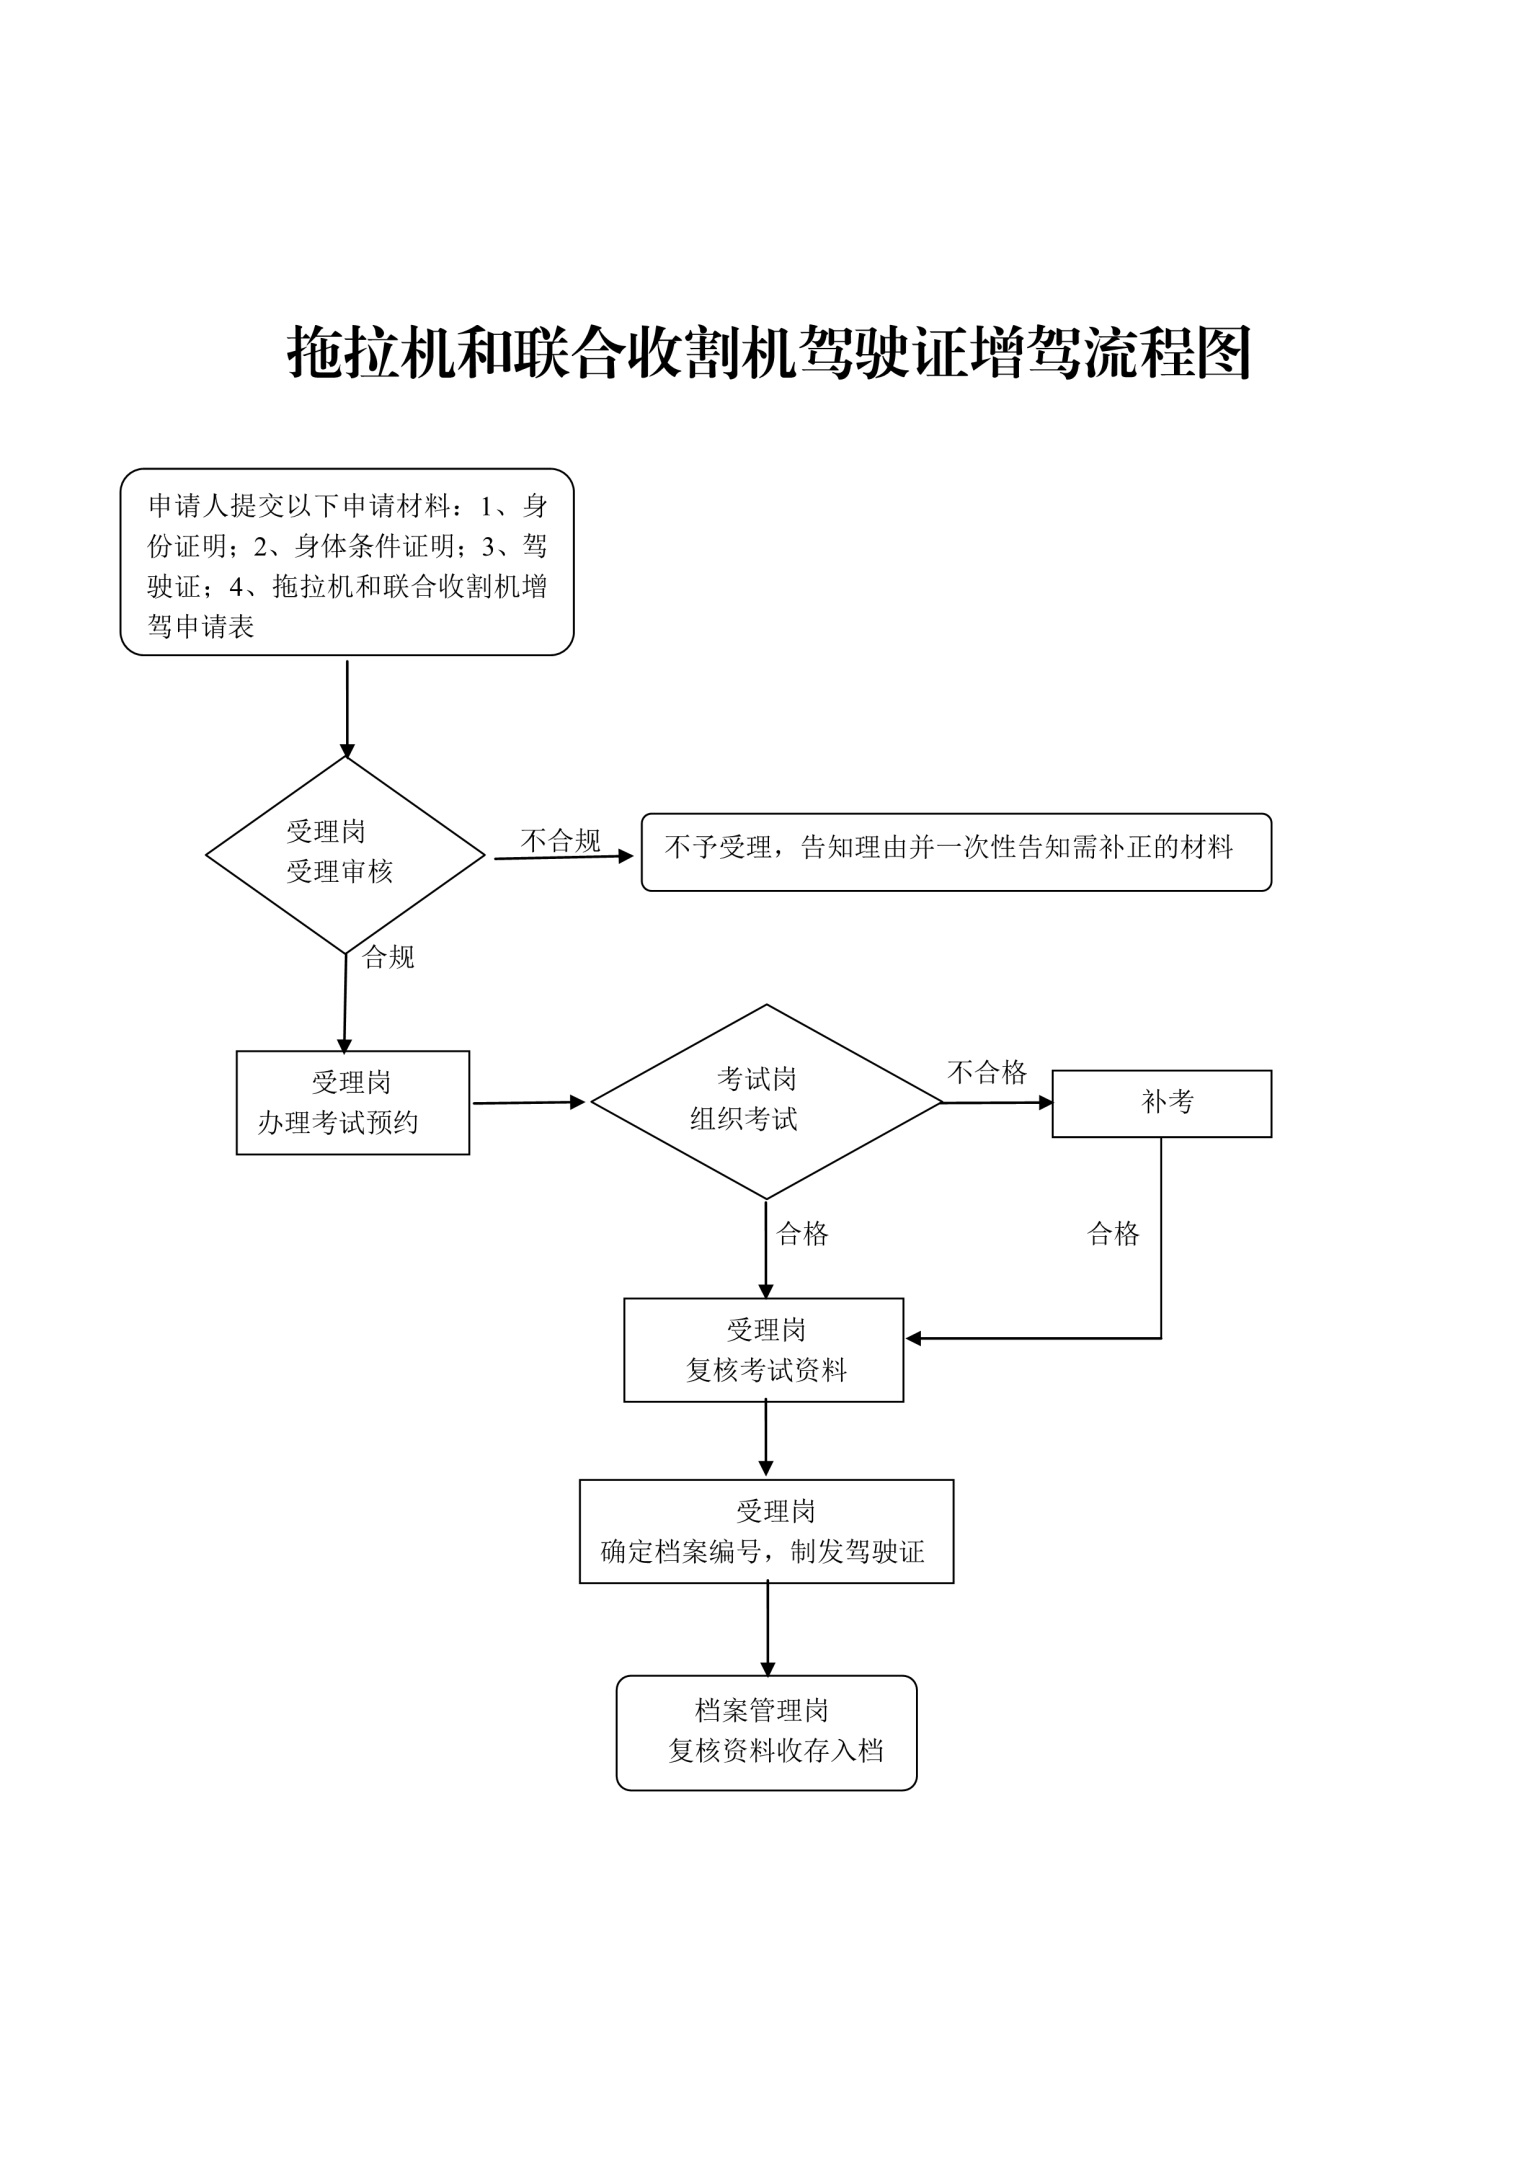 拖拉机和联合收割机驾驶证增驾流程图
申请人提交以下申请材料：1、身
份证明；2、身体条件证明；3、驾
驶证；4、拖拉机和联合收割机增
驾申请表
受理岗
受理审核
不合规
不予受理，告知理由并一次性告知需补正的材料
合规
受理岗
办理考试预约
考试岗
组织考试
不合格
补考
合格
合格
受理岗
复核考试资料
受理岗
确定档案编号，制发驾驶证
档案管理岗
复核资料收存入档